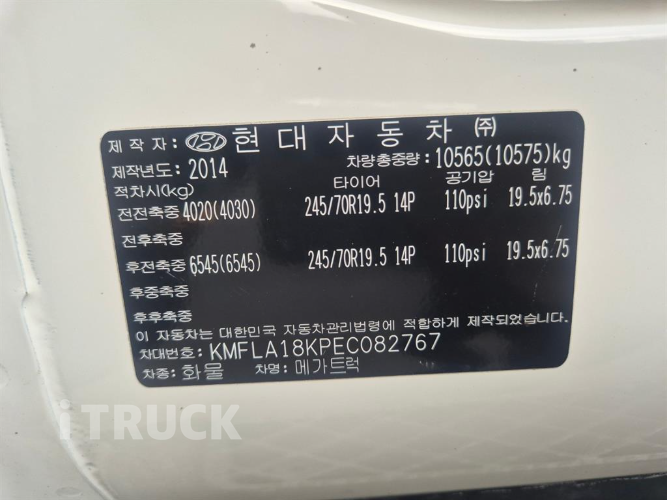 제 작 자: 현 대 자 동 차 ㈜
제작년도: 2014 차량총중량: 10565(10575)kg
적차시(kg) 타이어 공기압 림
전전축중 4020(4030) 245/70R19.5 14P 110psi 19.5x6.75
전후축중
후전축중 6545(6545) 245/70R19.5 14P 110psi 19.5x6.75
후중축중
후후축중
이 자동차는 대한민국 자동차관리법령에 적합하게 제작되었음.
차대번호: KMFLA18KPEC082767
차종: 화물 차명: 메가트럭
iTRUCK